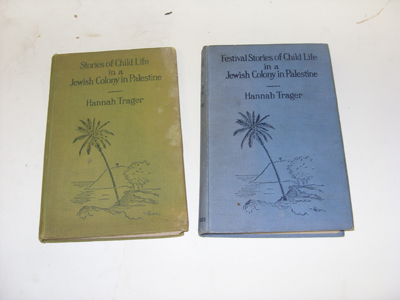 Stories of Child Life
in a
Jewish Colony in Palestine
Hannah Trager
Festival Stories of Child Life
in a
Jewish Colony in Palestine
Hannah Trager